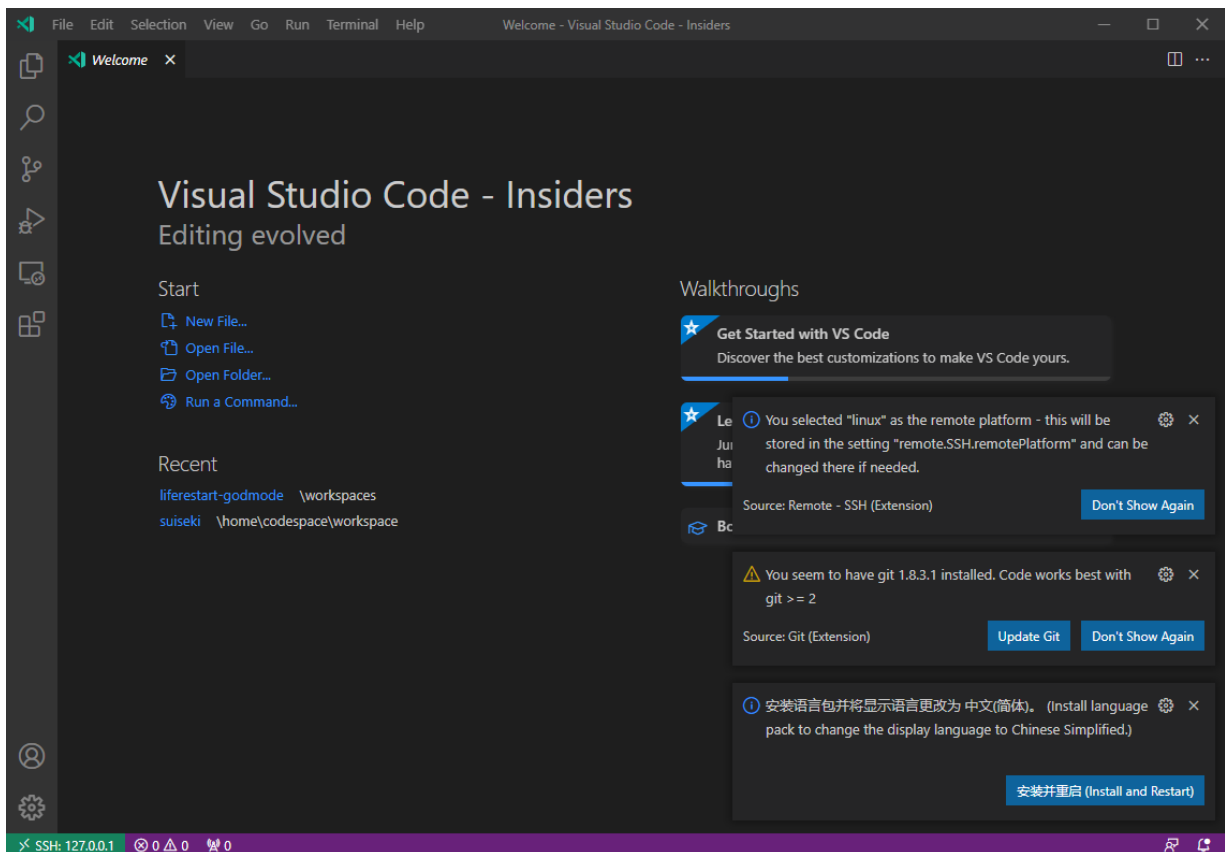 File Edit Selection View Go Run Terminal Help Welcome - Visual Studio Code - Insiders
Welcome
Visual Studio Code - Insiders
Editing evolved
Start
New File...
Open File...
Open Folder...
Run a Command...
Recent
liferestart-godmode \workspaces
suiseki \home\codespace\workspace
Walkthroughs
Get Started with VS Code
Discover the best customizations to make VS Code yours.
You selected "linux" as the remote platform - this will be
stored in the setting "remote.SSH.remotePlatform" and can be
changed there if needed.
Source: Remote - SSH (Extension)
Don't Show Again
You seem to have git 1.8.3.1 installed. Code works best with
git >= 2
Source: Git (Extension)
Update Git
Don't Show Again
安装语言包并将显示语言更改为 中文(简体)。 (Install language
pack to change the display language to Chinese Simplified.)
安装并重启 (Install and Restart)
SSH: 127.0.0.1 0 0 0